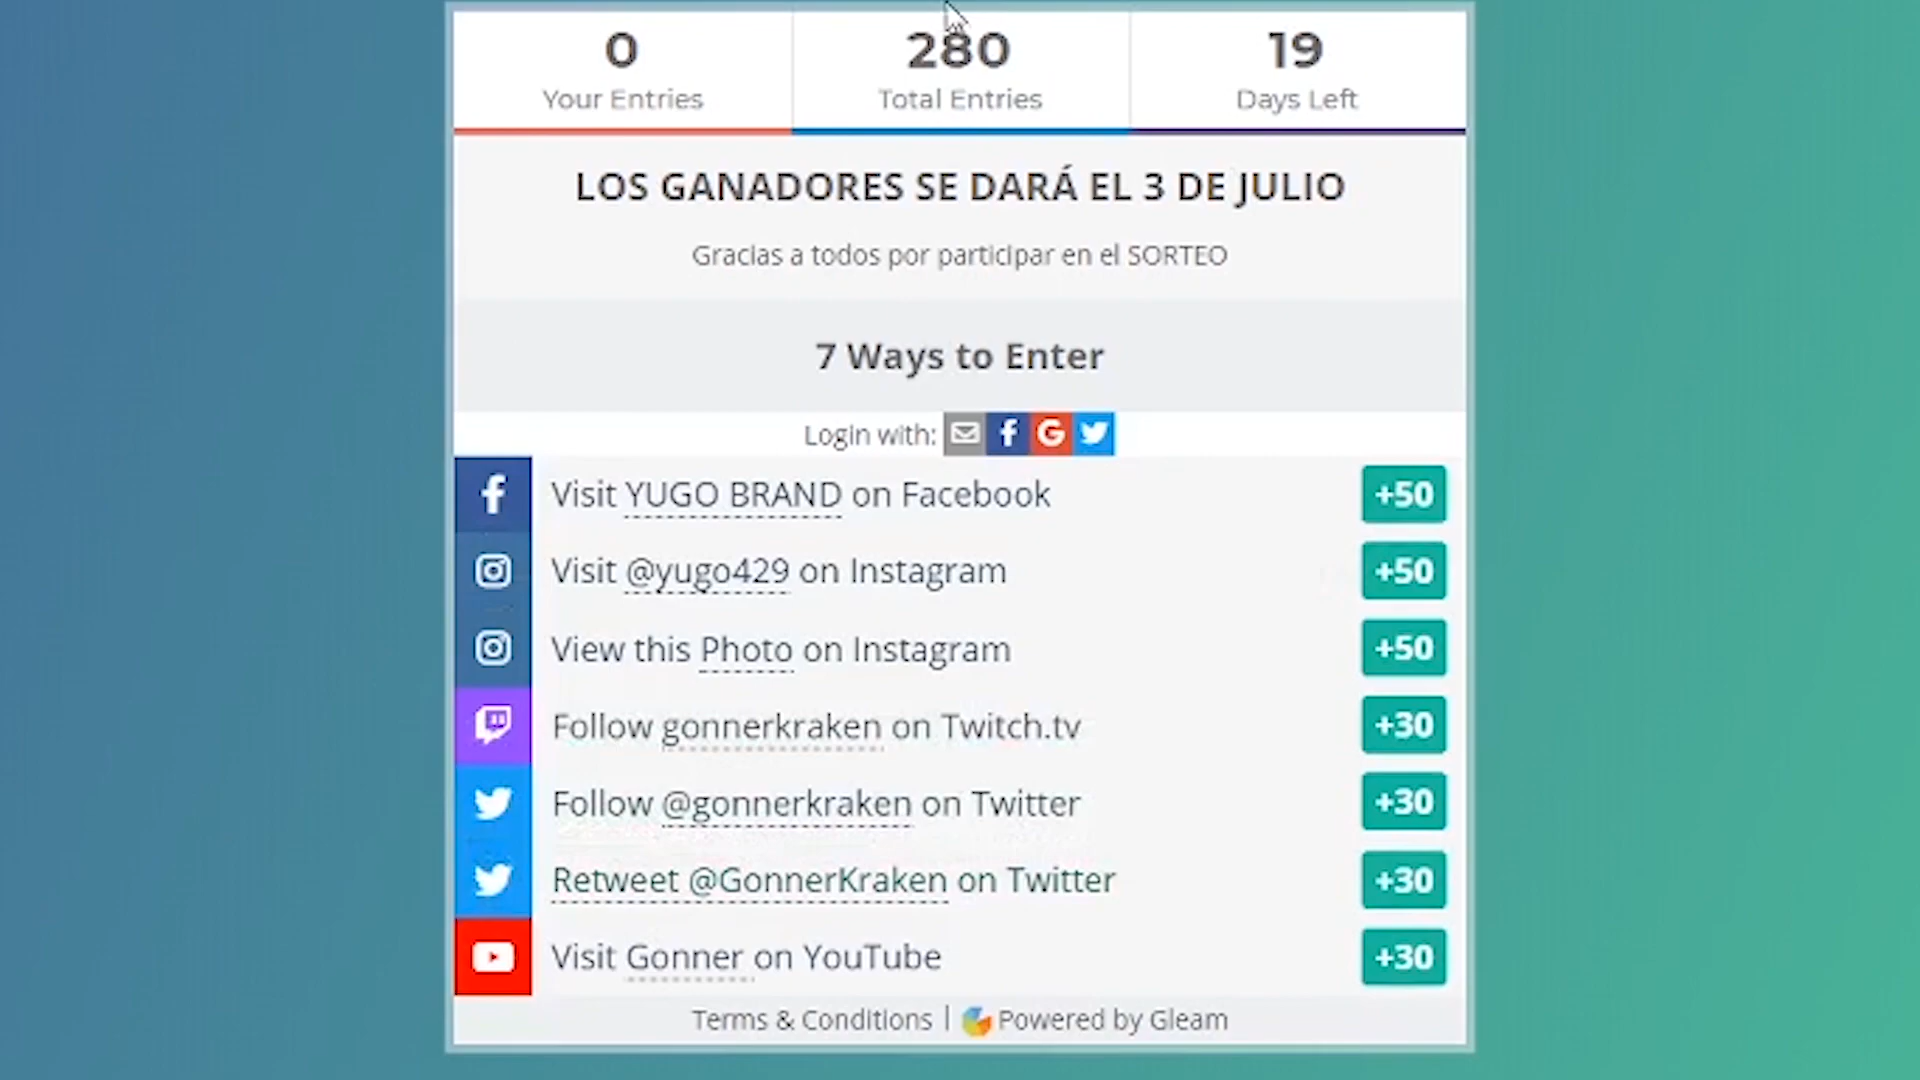 0 280 19
Your Entries Total Entries Days Left
LOS GANADORES SE DARÁ EL 3 DE JULIO
Gracias a todos por participar en el SORTEO
7 Ways to Enter
Login with:
Visit YUGO BRAND on Facebook +50
Visit @yugo429 on Instagram +50
View this Photo on Instagram +50
Follow gonnerkraken on Twitch.tv +30
Follow @gonnerkraken on Twitter +30
Retweet @GonnerKraken on Twitter +30
Visit Gonner on YouTube +30
Terms & Conditions | Powered by Gleam